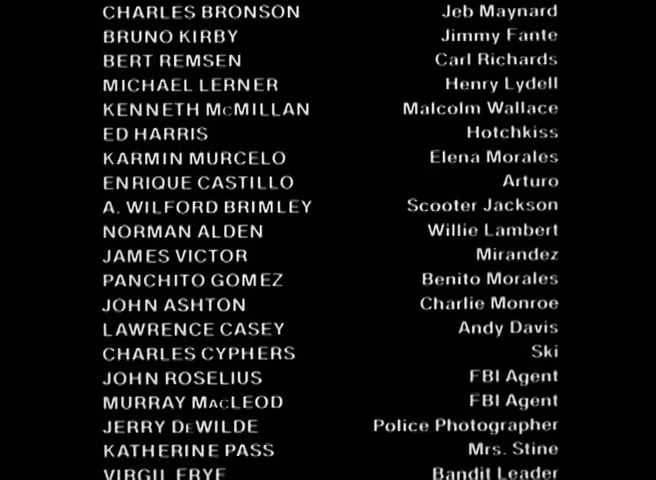 CHARLES BRONSON Jeb Maynard
BRUNO KIRBY Jimmy Fante
BERT REMSEN Carl Richards
MICHAEL LERNER Henry Lydell
KENNETH McMILLAN Malcolm Wallace
ED HARRIS Hotchkiss
KARMIN MURCELO Elena Morales
ENRIQUE CASTILLO Arturo
A. WILFORD BRIMLEY Scooter Jackson
NORMAN ALDEN Willie Lambert
JAMES VICTOR Mirandez
PANCHITO GOMEZ Benito Morales
JOHN ASHTON Charlie Monroe
LAWRENCE CASEY Andy Davis
CHARLES CYPHERS Ski
JOHN ROSELIUS FBI Agent
MURRAY MacLEOD FBI Agent
JERRY DeWILDE Police Photographer
KATHERINE PASS Mrs. Stine
VIRGIL FRYE Bandit Leader